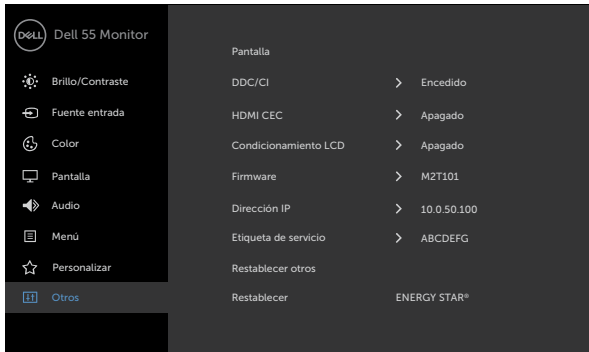 DELL
Dell 55 Monitor
Brillo/Contraste
Fuente entrada
Color
Pantalla
Audio
Menú
Personalizar
Otros
Pantalla
DDC/CI > Encedido
HDMI CEC > Apagado
Condicionamiento LCD > Apagado
Firmware > M2T101
Dirección IP > 10.0.50.100
Etiqueta de servicio > ABCDEFG
Restablecer otros
Restablecer ENERGY STAR®